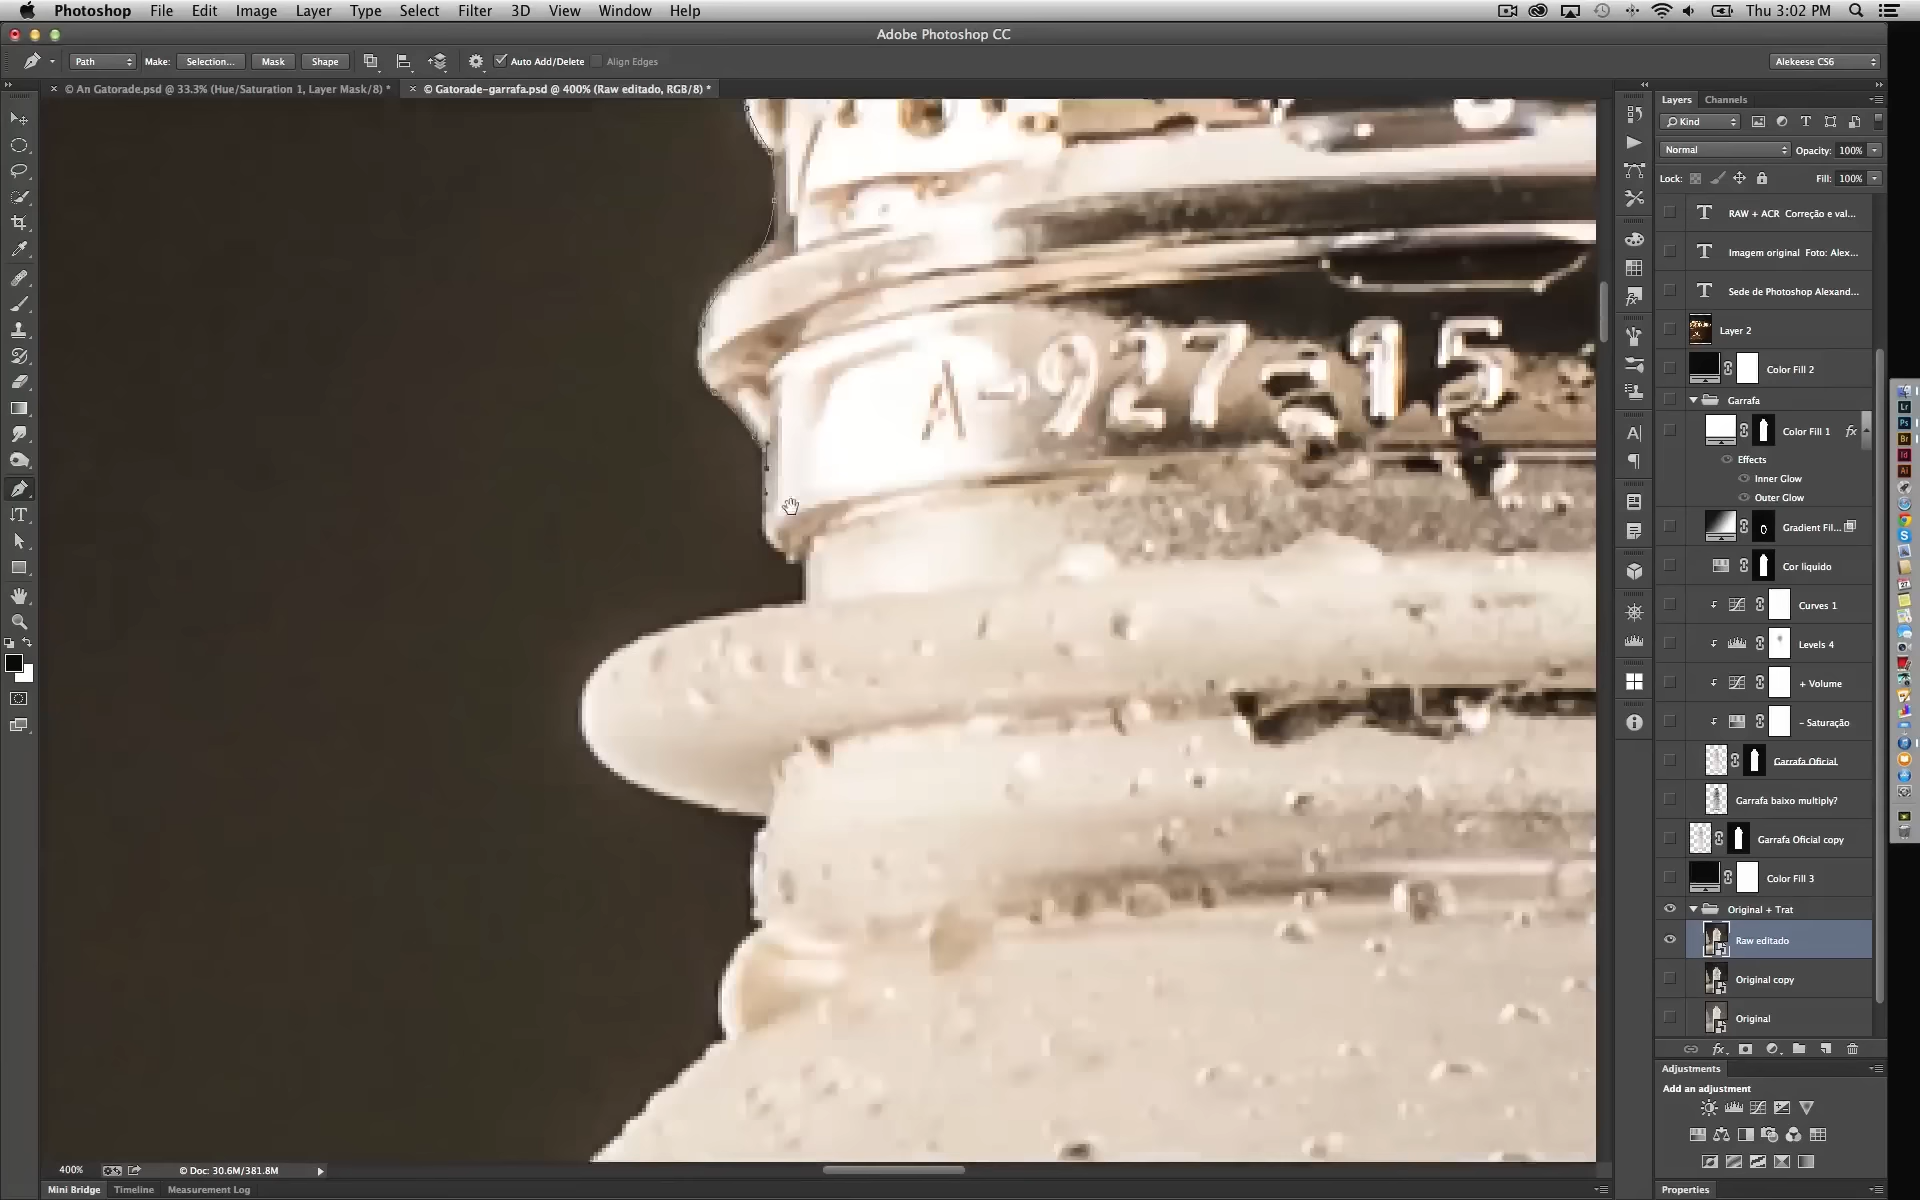 Photoshop File Edit Image Layer Type Select Filter 3D View Window Help Thu 3:02 PM
Adobe Photoshop CC
Path Make: Selection... Mask Shape Auto Add/Delete Align Edges Alekeese CS6
© An Gatorade.psd @ 33.3% (Hue/Saturation 1, Layer Mask/8) *
© Gatorade-garrafa.psd @ 400% (Raw editado, RGB/8) *
A-927-15
Layers Channels
Kind
Normal Opacity: 100%
Lock: Fill: 100%
RAW + ACR Correção e val...
Imagem original Foto: Alex...
Sede de Photoshop Alexand...
Layer 2
Color Fill 2
Garrafa
Color Fill 1 fx
Effects
Inner Glow
Outer Glow
Gradient Fil...
Cor liquido
Curves 1
Levels 4
+ Volume
- Saturação
Garrafa Oficial
Garrafa baixo multiply?
Garrafa Oficial copy
Color Fill 3
Original + Trat
Raw editado
Original copy
Original
fx
Adjustments
Add an adjustment
Properties
400% © Doc: 30.6M/381.8M
Mini Bridge Timeline Measurement Log